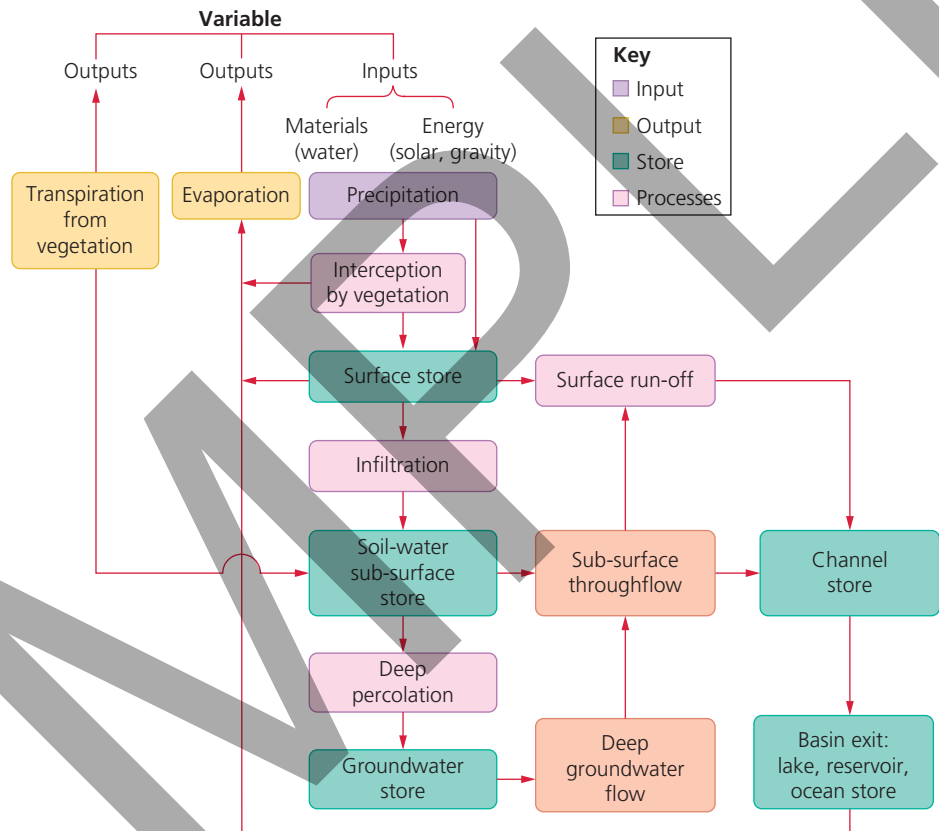 Variable
Outputs
Outputs
Inputs
Materials
(water)
Energy
(solar, gravity)
Key
Input
Output
Store
Processes
Transpiration
from
vegetation
Evaporation
Precipitation
Interception
by vegetation
Surface store
Surface run-off
Infiltration
Soil-water
sub-surface
store
Sub-surface
throughflow
Channel
store
Deep
percolation
Groundwater
store
Deep
groundwater
flow
Basin exit:
lake, reservoir,
ocean store